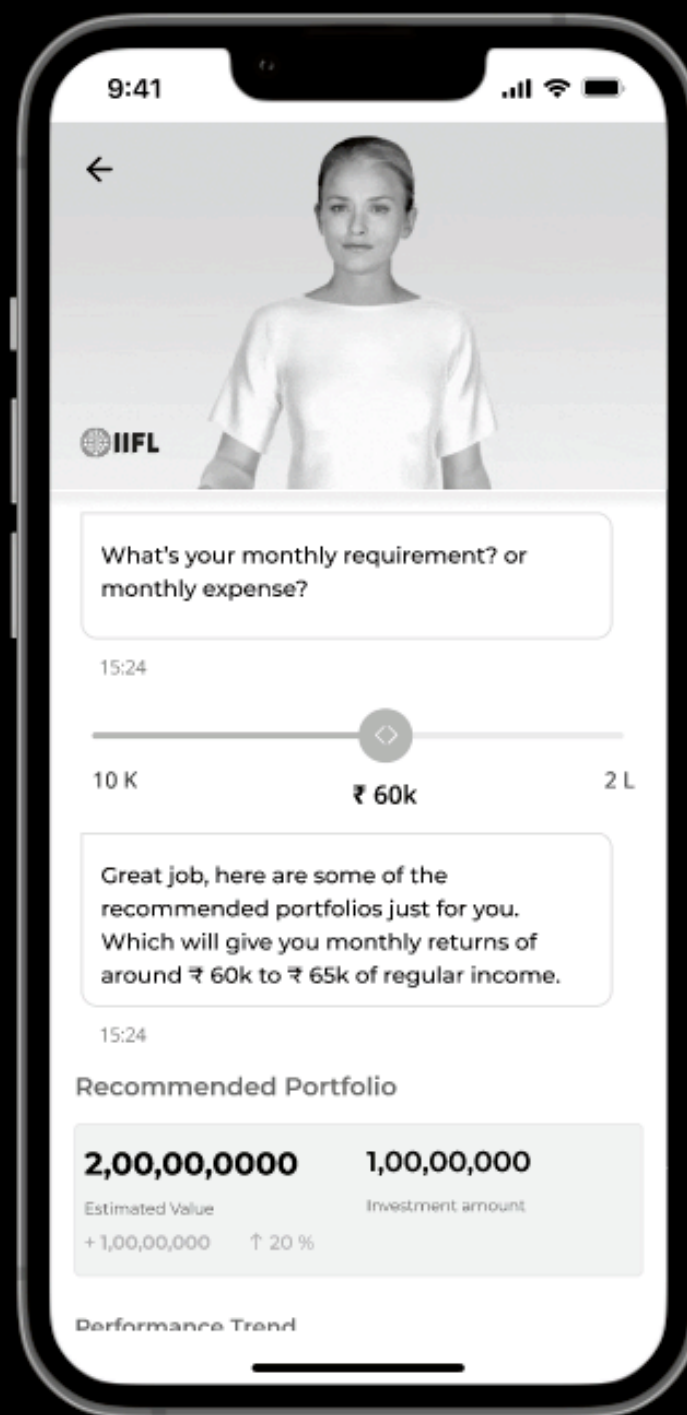 9:41
IIFL
What's your monthly requirement? or
monthly expense?
15:24
10 K
₹ 60k
2 L
Great job, here are some of the
recommended portfolios just for you.
Which will give you monthly returns of
around ₹ 60k to ₹ 65k of regular income.
15:24
Recommended Portfolio
2,00,00,0000 1,00,00,000
Estimated Value Investment amount
+ 1,00,00,000 ↑ 20 %
Performance Trend